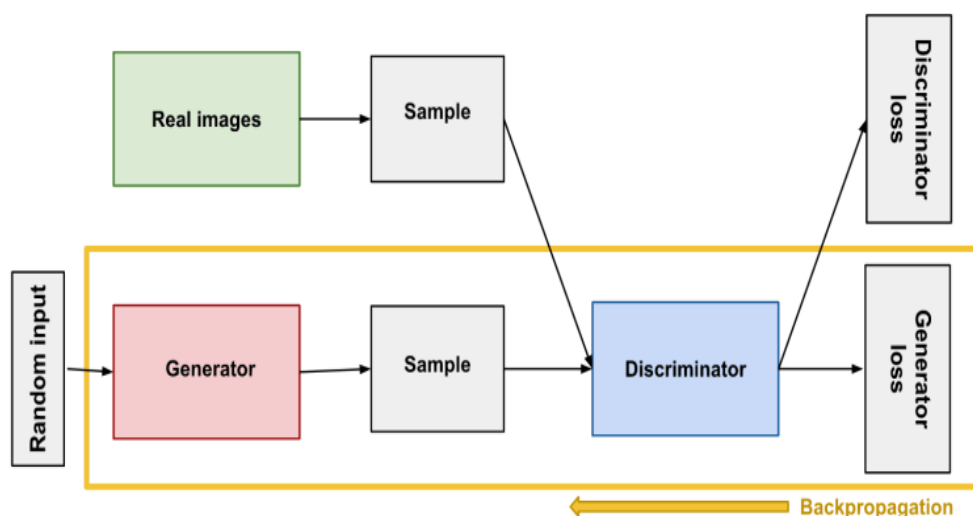 Real images
Sample
Discriminator
loss
Random input
Generator
Sample
Discriminator
Generator
loss
Backpropagation